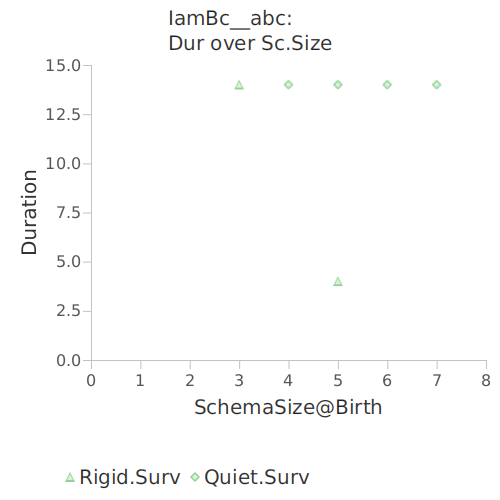 IamBc__abc:
Dur over Sc.Size
15.0
12.5
10.0
7.5
5.0
2.5
0.0
Duration
0 1 2 3 4 5 6 7 8
SchemaSize@Birth
Rigid.Surv Quiet.Surv